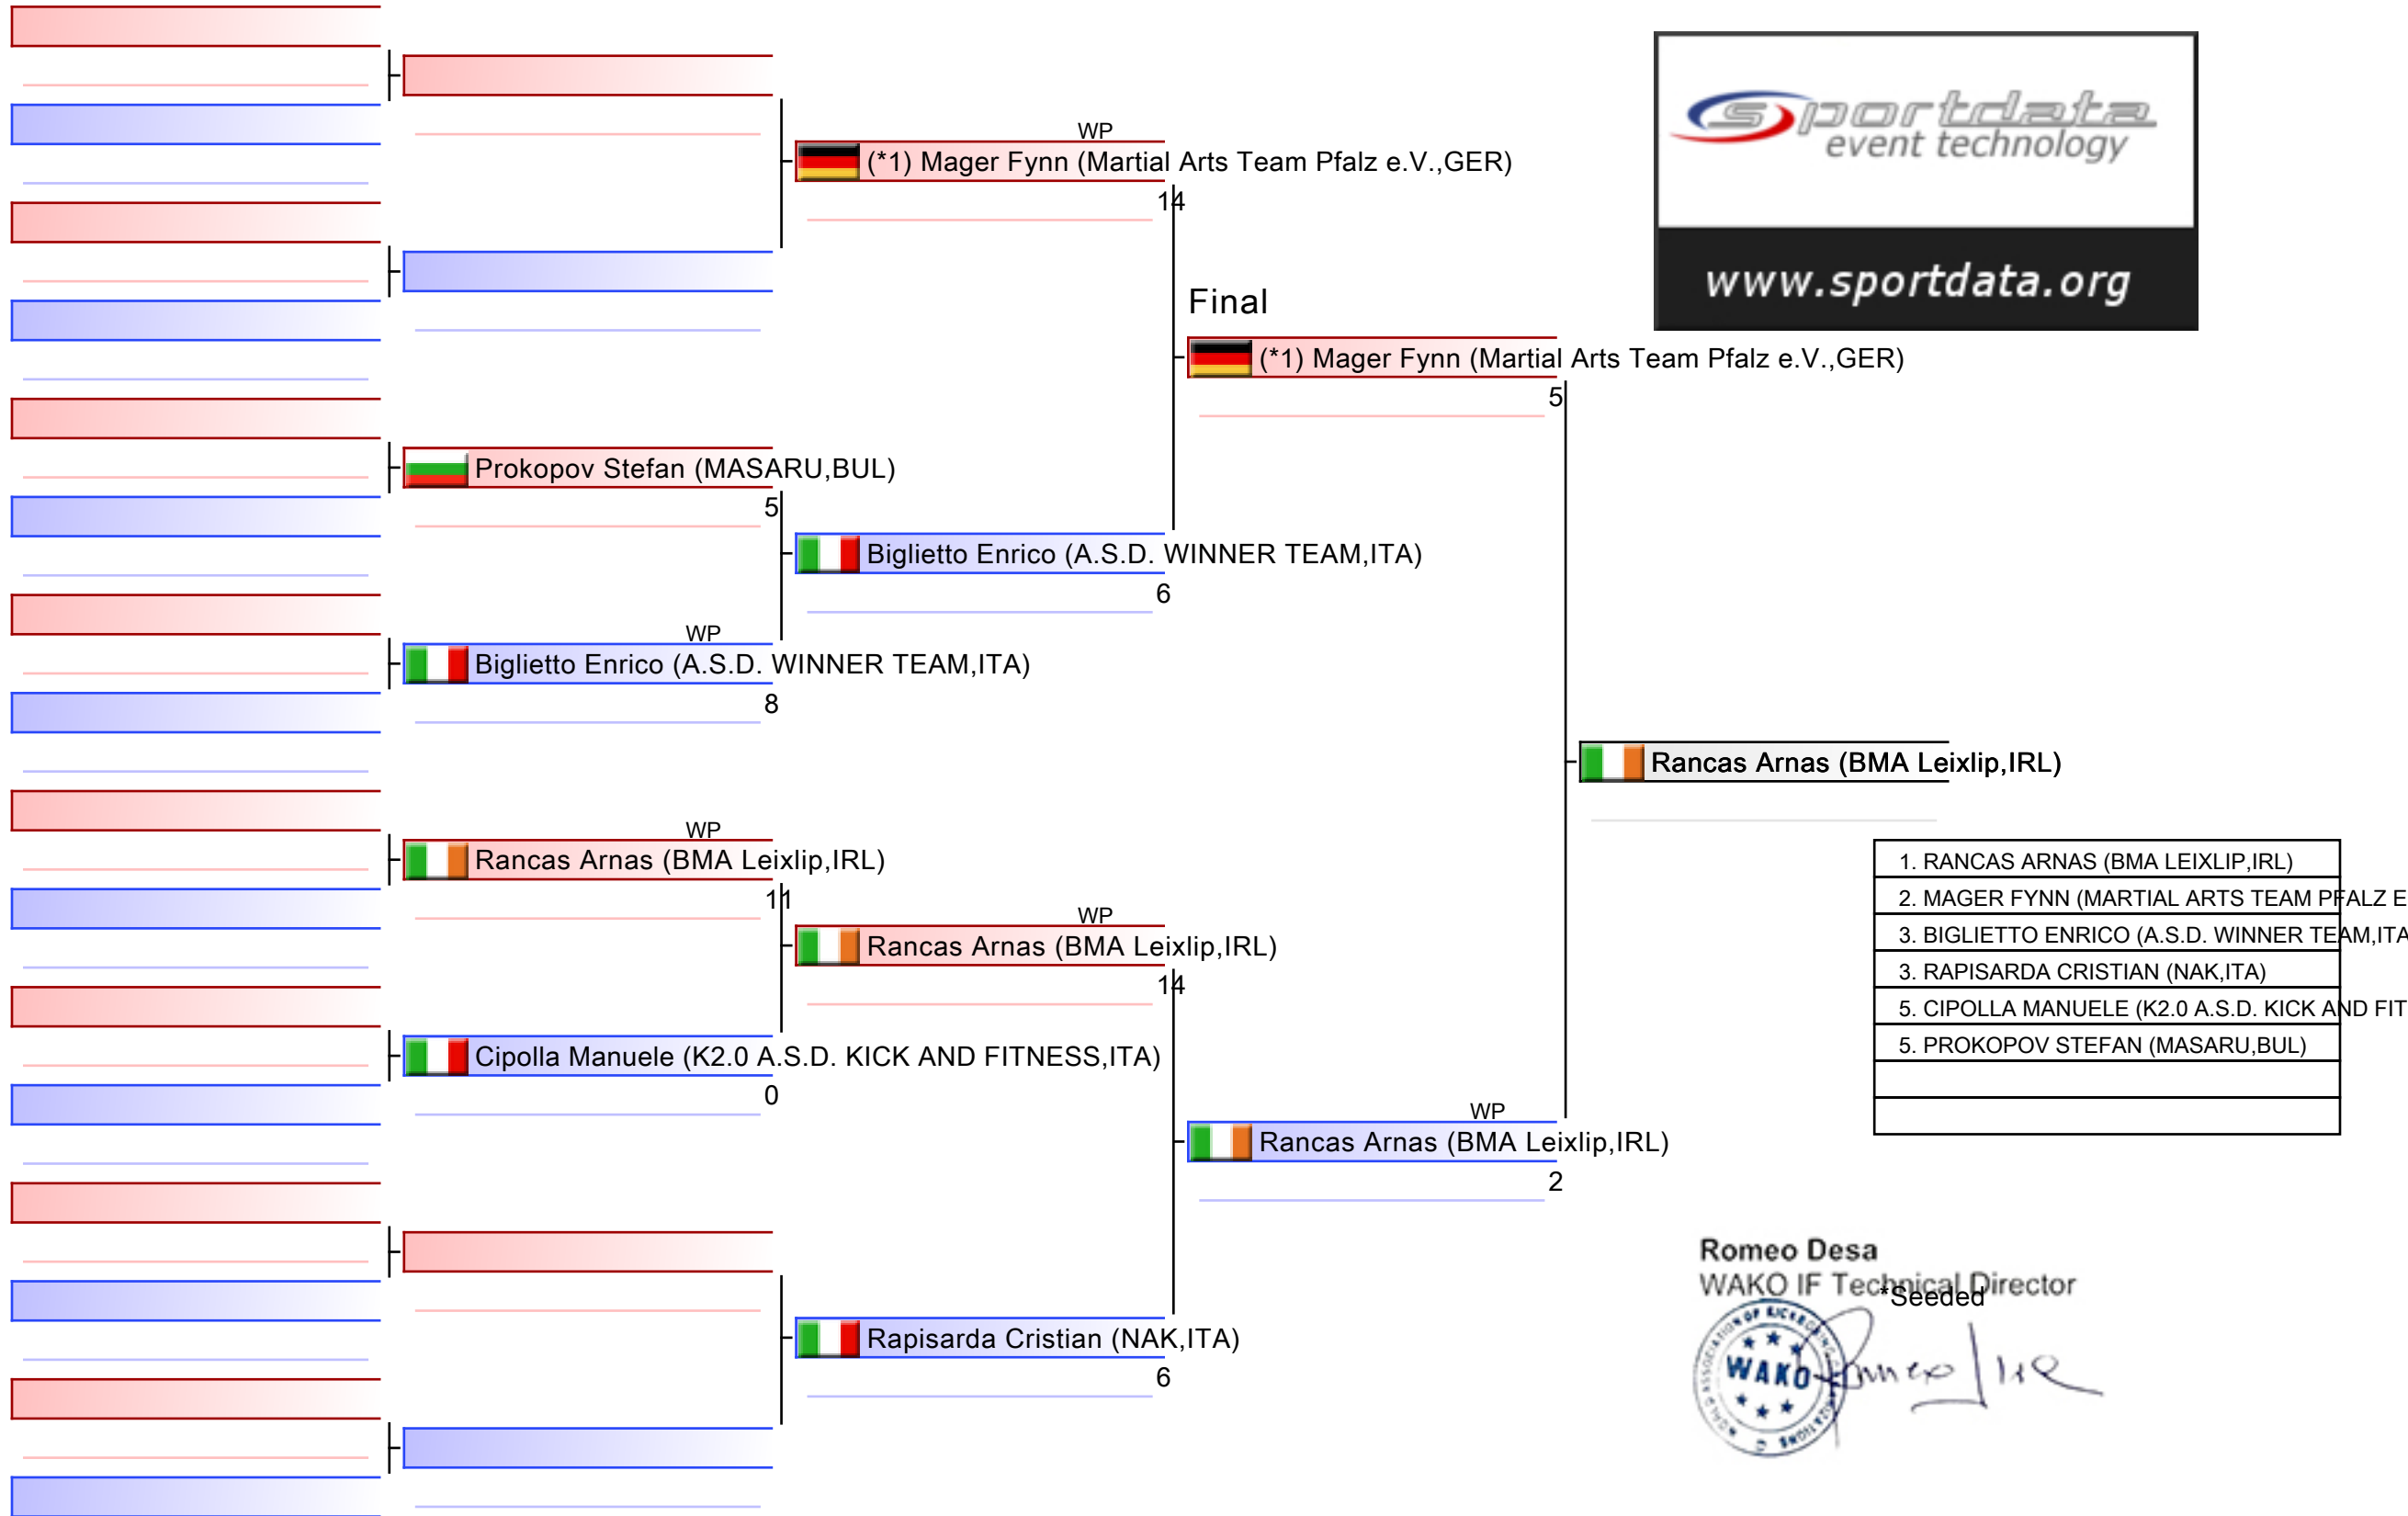 WP
(*1) Mager Fynn (Martial Arts Team Pfalz e.V.,GER)
14
Final
(*1) Mager Fynn (Martial Arts Team Pfalz e.V.,GER)
5
Prokopov Stefan (MASARU,BUL)
5
Biglietto Enrico (A.S.D. WINNER TEAM,ITA)
6
WP
Biglietto Enrico (A.S.D. WINNER TEAM,ITA)
8
Rancas Arnas (BMA Leixlip,IRL)
WP
Rancas Arnas (BMA Leixlip,IRL)
11
WP
Rancas Arnas (BMA Leixlip,IRL)
14
Cipolla Manuele (K2.0 A.S.D. KICK AND FITNESS,ITA)
0
WP
Rancas Arnas (BMA Leixlip,IRL)
2
Rapisarda Cristian (NAK,ITA)
6
sportdata
event technology
www.sportdata.org
1. RANCAS ARNAS (BMA LEIXLIP,IRL)
2. MAGER FYNN (MARTIAL ARTS TEAM PFALZ E
3. BIGLIETTO ENRICO (A.S.D. WINNER TEAM,ITA
3. RAPISARDA CRISTIAN (NAK,ITA)
5. CIPOLLA MANUELE (K2.0 A.S.D. KICK AND FIT
5. PROKOPOV STEFAN (MASARU,BUL)
Romeo Desa
WAKO IF Technical Director
*Seeded
WAKO